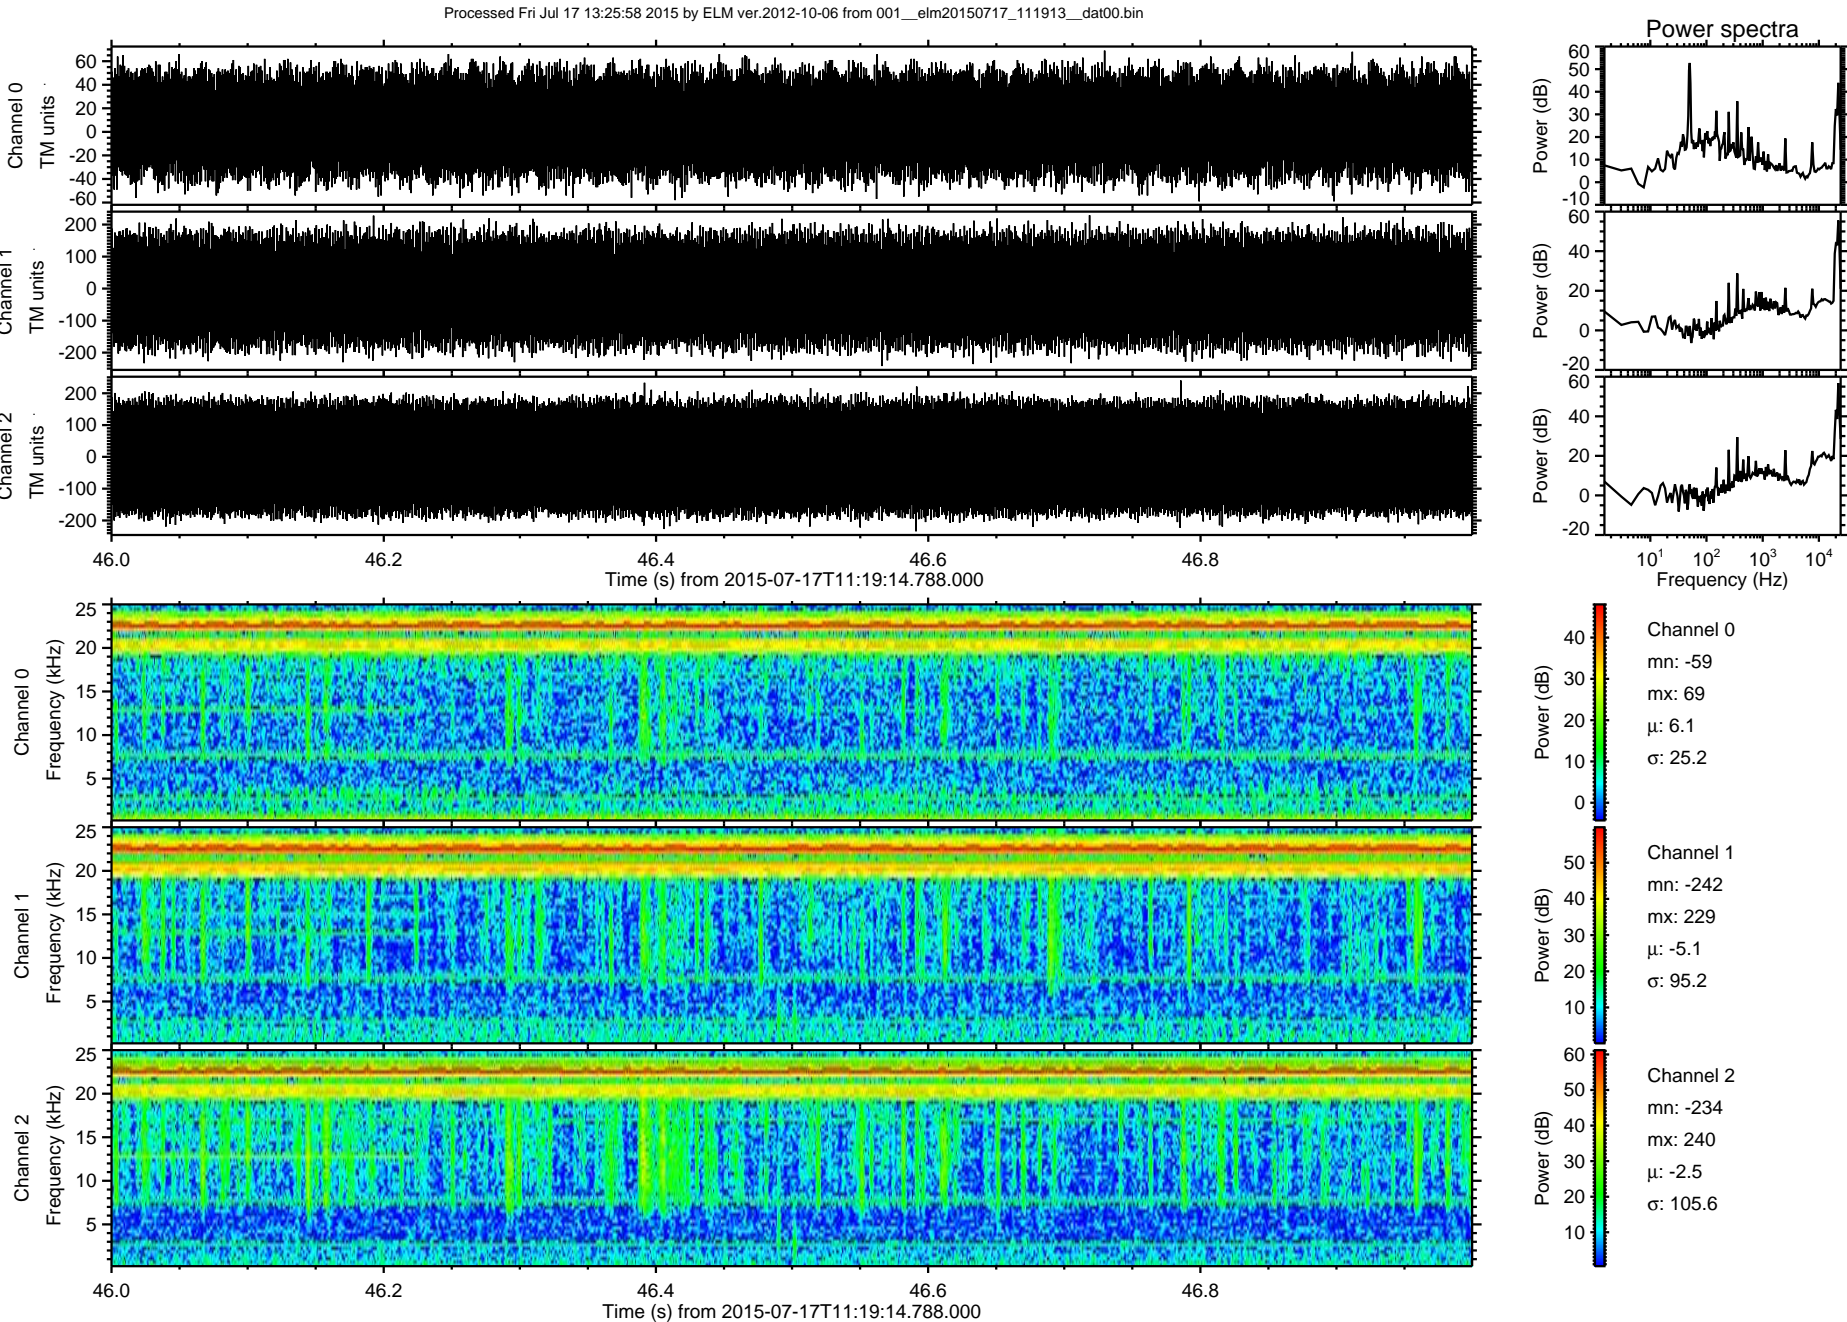 Processed Fri Jul 17 13:25:58 2015 by ELM ver.2012-10-06 from 001__elm20150717_111913__dat00.bin
Power spectra
Channel 0
TM units
60
40
20
0
-20
-40
-60
Power (dB)
60
50
40
30
20
10
0
-10
Channel 1
TM units
200
100
0
-100
-200
Power (dB)
60
40
20
0
-20
Channel 2
TM units
200
100
0
-100
-200
Power (dB)
60
40
20
0
-20
46.0 46.2 46.4 46.6 46.8
Time (s) from 2015-07-17T11:19:14.788.000
10¹ 10² 10³ 10⁴
Frequency (Hz)
Channel 0
Frequency (kHz)
25
20
15
10
5
Power (dB)
40
30
20
10
0
Channel 0
mn: -59
mx: 69
μ: 6.1
σ: 25.2
Channel 1
Frequency (kHz)
25
20
15
10
5
Power (dB)
50
40
30
20
10
Channel 1
mn: -242
mx: 229
μ: -5.1
σ: 95.2
Channel 2
Frequency (kHz)
25
20
15
10
5
Power (dB)
60
50
40
30
20
10
Channel 2
mn: -234
mx: 240
μ: -2.5
σ: 105.6
46.0 46.2 46.4 46.6 46.8
Time (s) from 2015-07-17T11:19:14.788.000